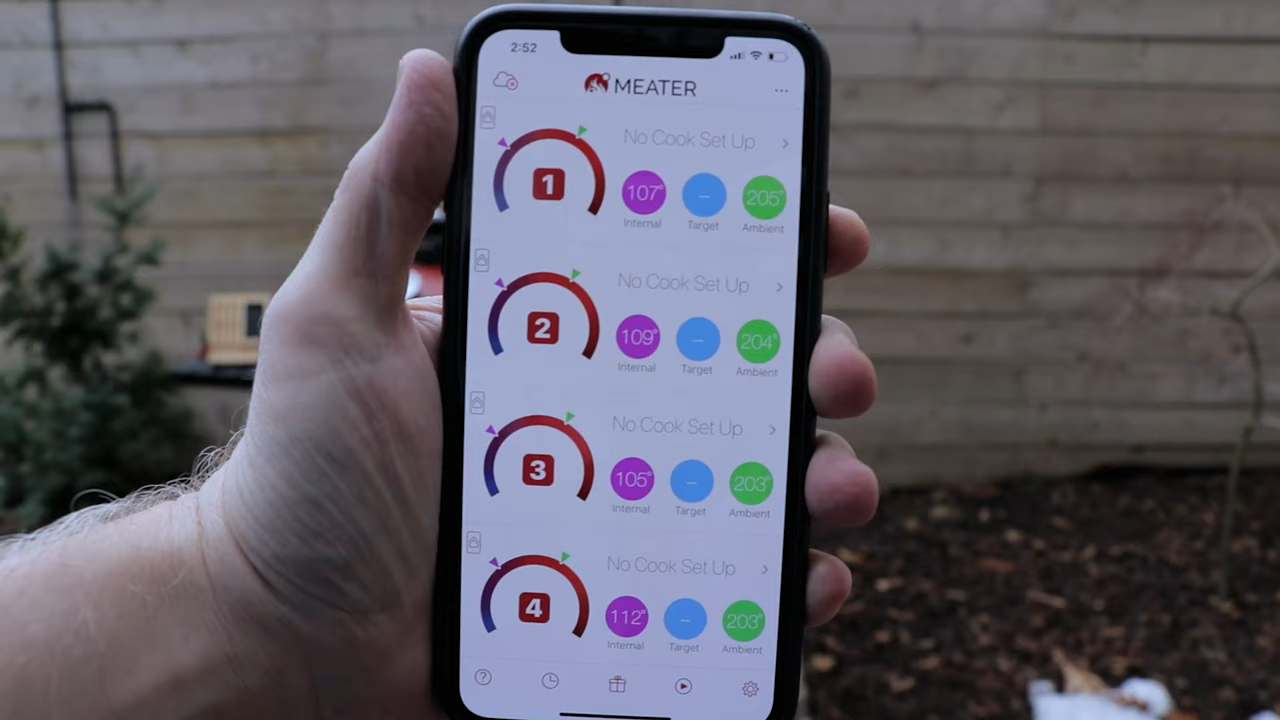 2:52
MEATER
No Cook Set Up
1
107° – 205°
Internal Target Ambient
No Cook Set Up
2
109° – 204°
Internal Target Ambient
No Cook Set Up
3
105° – 203°
Internal Target Ambient
No Cook Set Up
4
112° – 203°
Internal Target Ambient